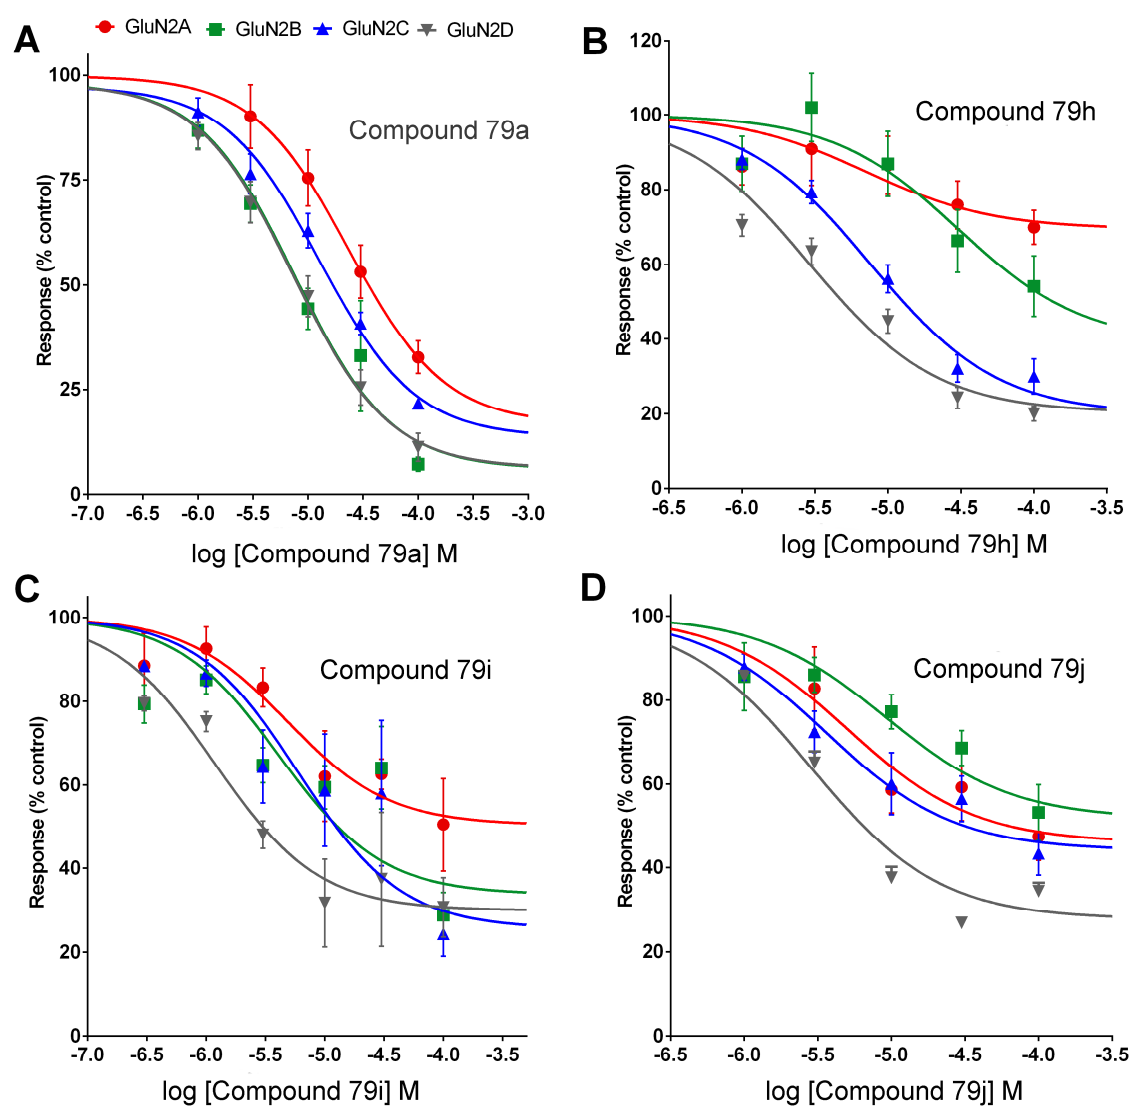 A
GluN2A GluN2B GluN2C GluN2D
Compound 79a
Response (% control)
100
75
50
25
0
-7.0 -6.5 -6.0 -5.5 -5.0 -4.5 -4.0 -3.5 -3.0
log [Compound 79a] M
B
Compound 79h
Response (% control)
120
100
80
60
40
20
0
-6.5 -6.0 -5.5 -5.0 -4.5 -4.0 -3.5
log [Compound 79h] M
C
Compound 79i
Response (% control)
100
80
60
40
20
0
-7.0 -6.5 -6.0 -5.5 -5.0 -4.5 -4.0 -3.5
log [Compound 79i] M
D
Compound 79j
Response (% control)
100
80
60
40
20
0
-6.5 -6.0 -5.5 -5.0 -4.5 -4.0 -3.5
log [Compound 79j] M